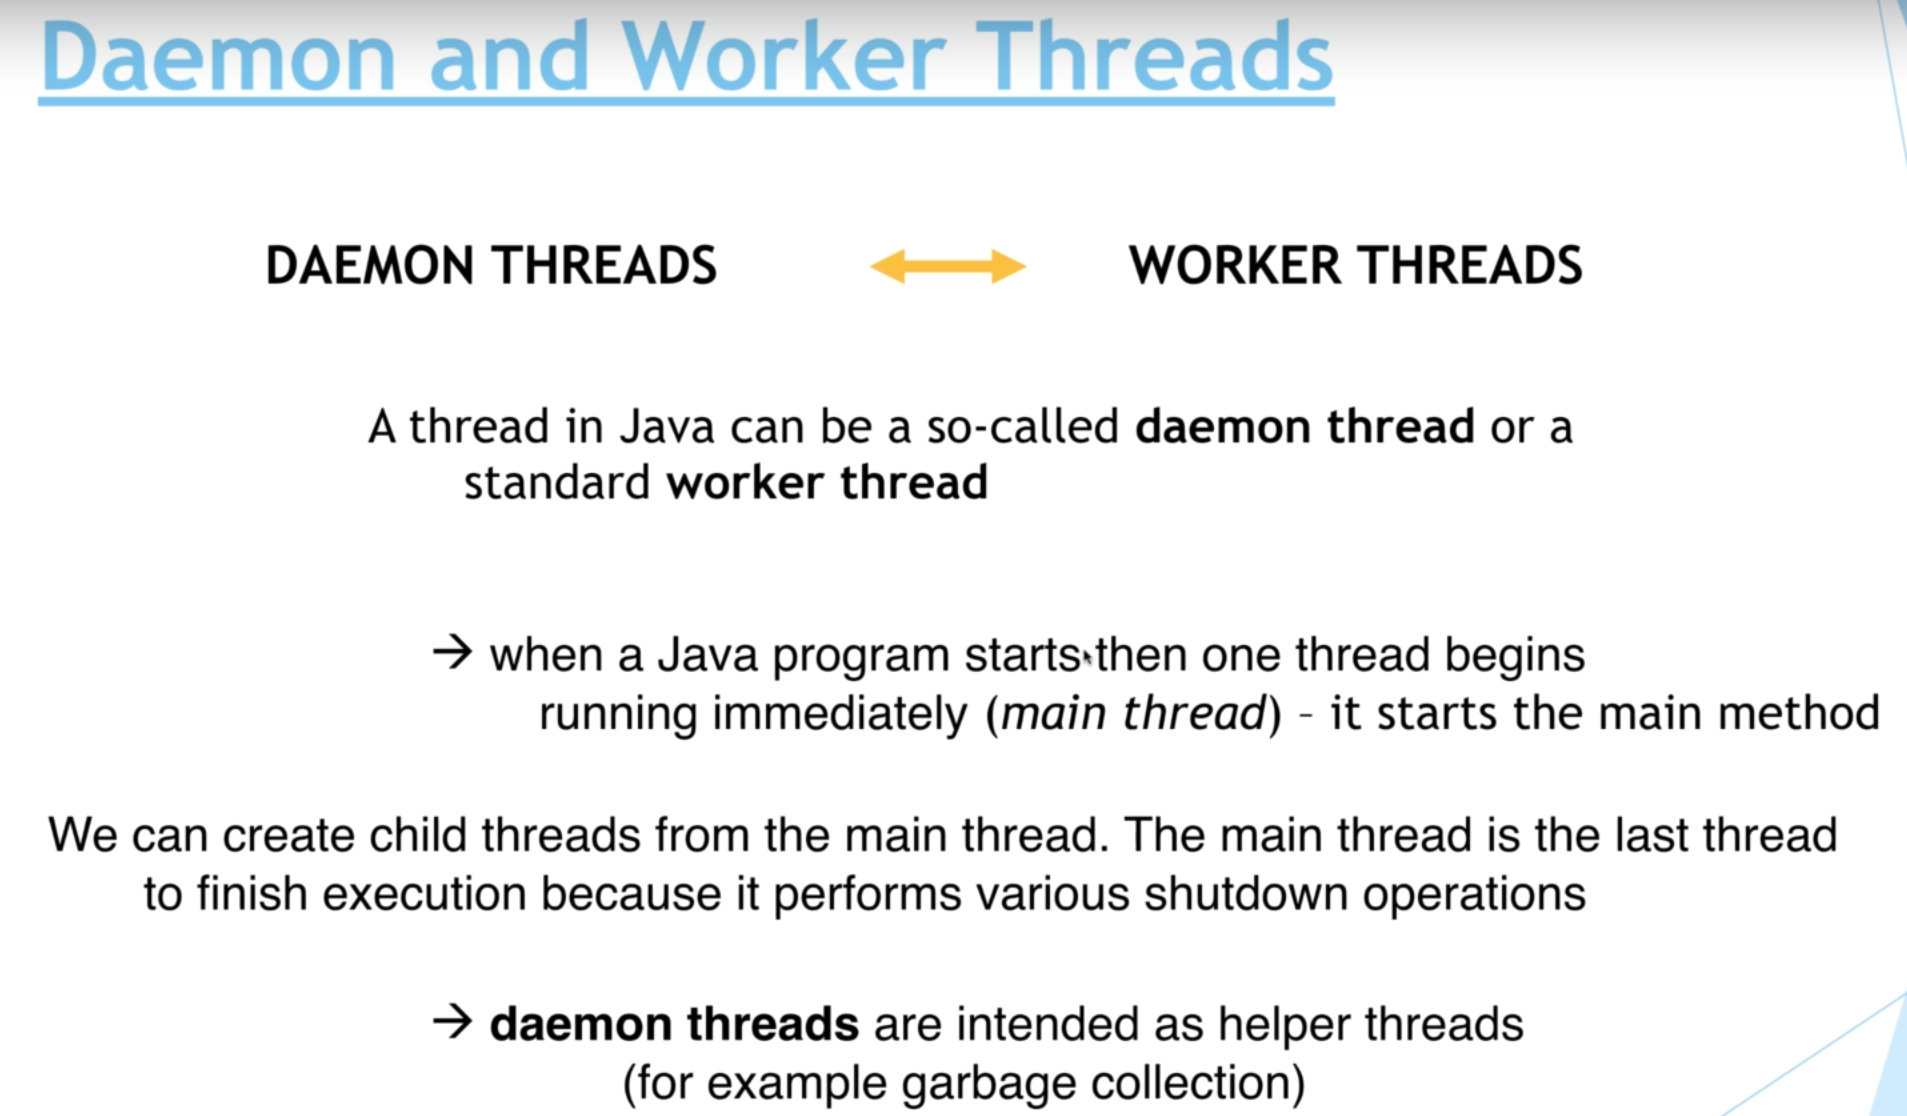 Daemon and Worker Threads
DAEMON THREADS WORKER THREADS
A thread in Java can be a so-called daemon thread or a
standard worker thread
→ when a Java program starts then one thread begins
running immediately (main thread) - it starts the main method
We can create child threads from the main thread. The main thread is the last thread
to finish execution because it performs various shutdown operations
→ daemon threads are intended as helper threads
(for example garbage collection)